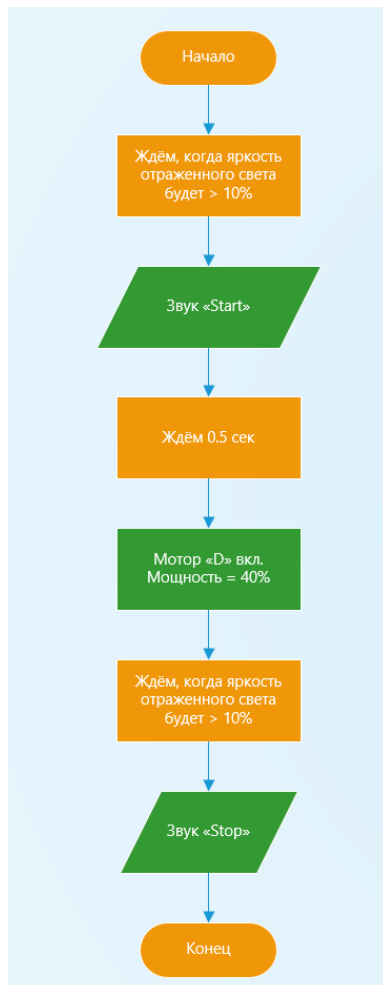 Начало
Ждём, когда яркость
отраженного света
будет > 10%
Звук «Start»
Ждём 0.5 сек
Мотор «D» вкл.
Мощность = 40%
Ждём, когда яркость
отраженного света
будет > 10%
Звук «Stop»
Конец